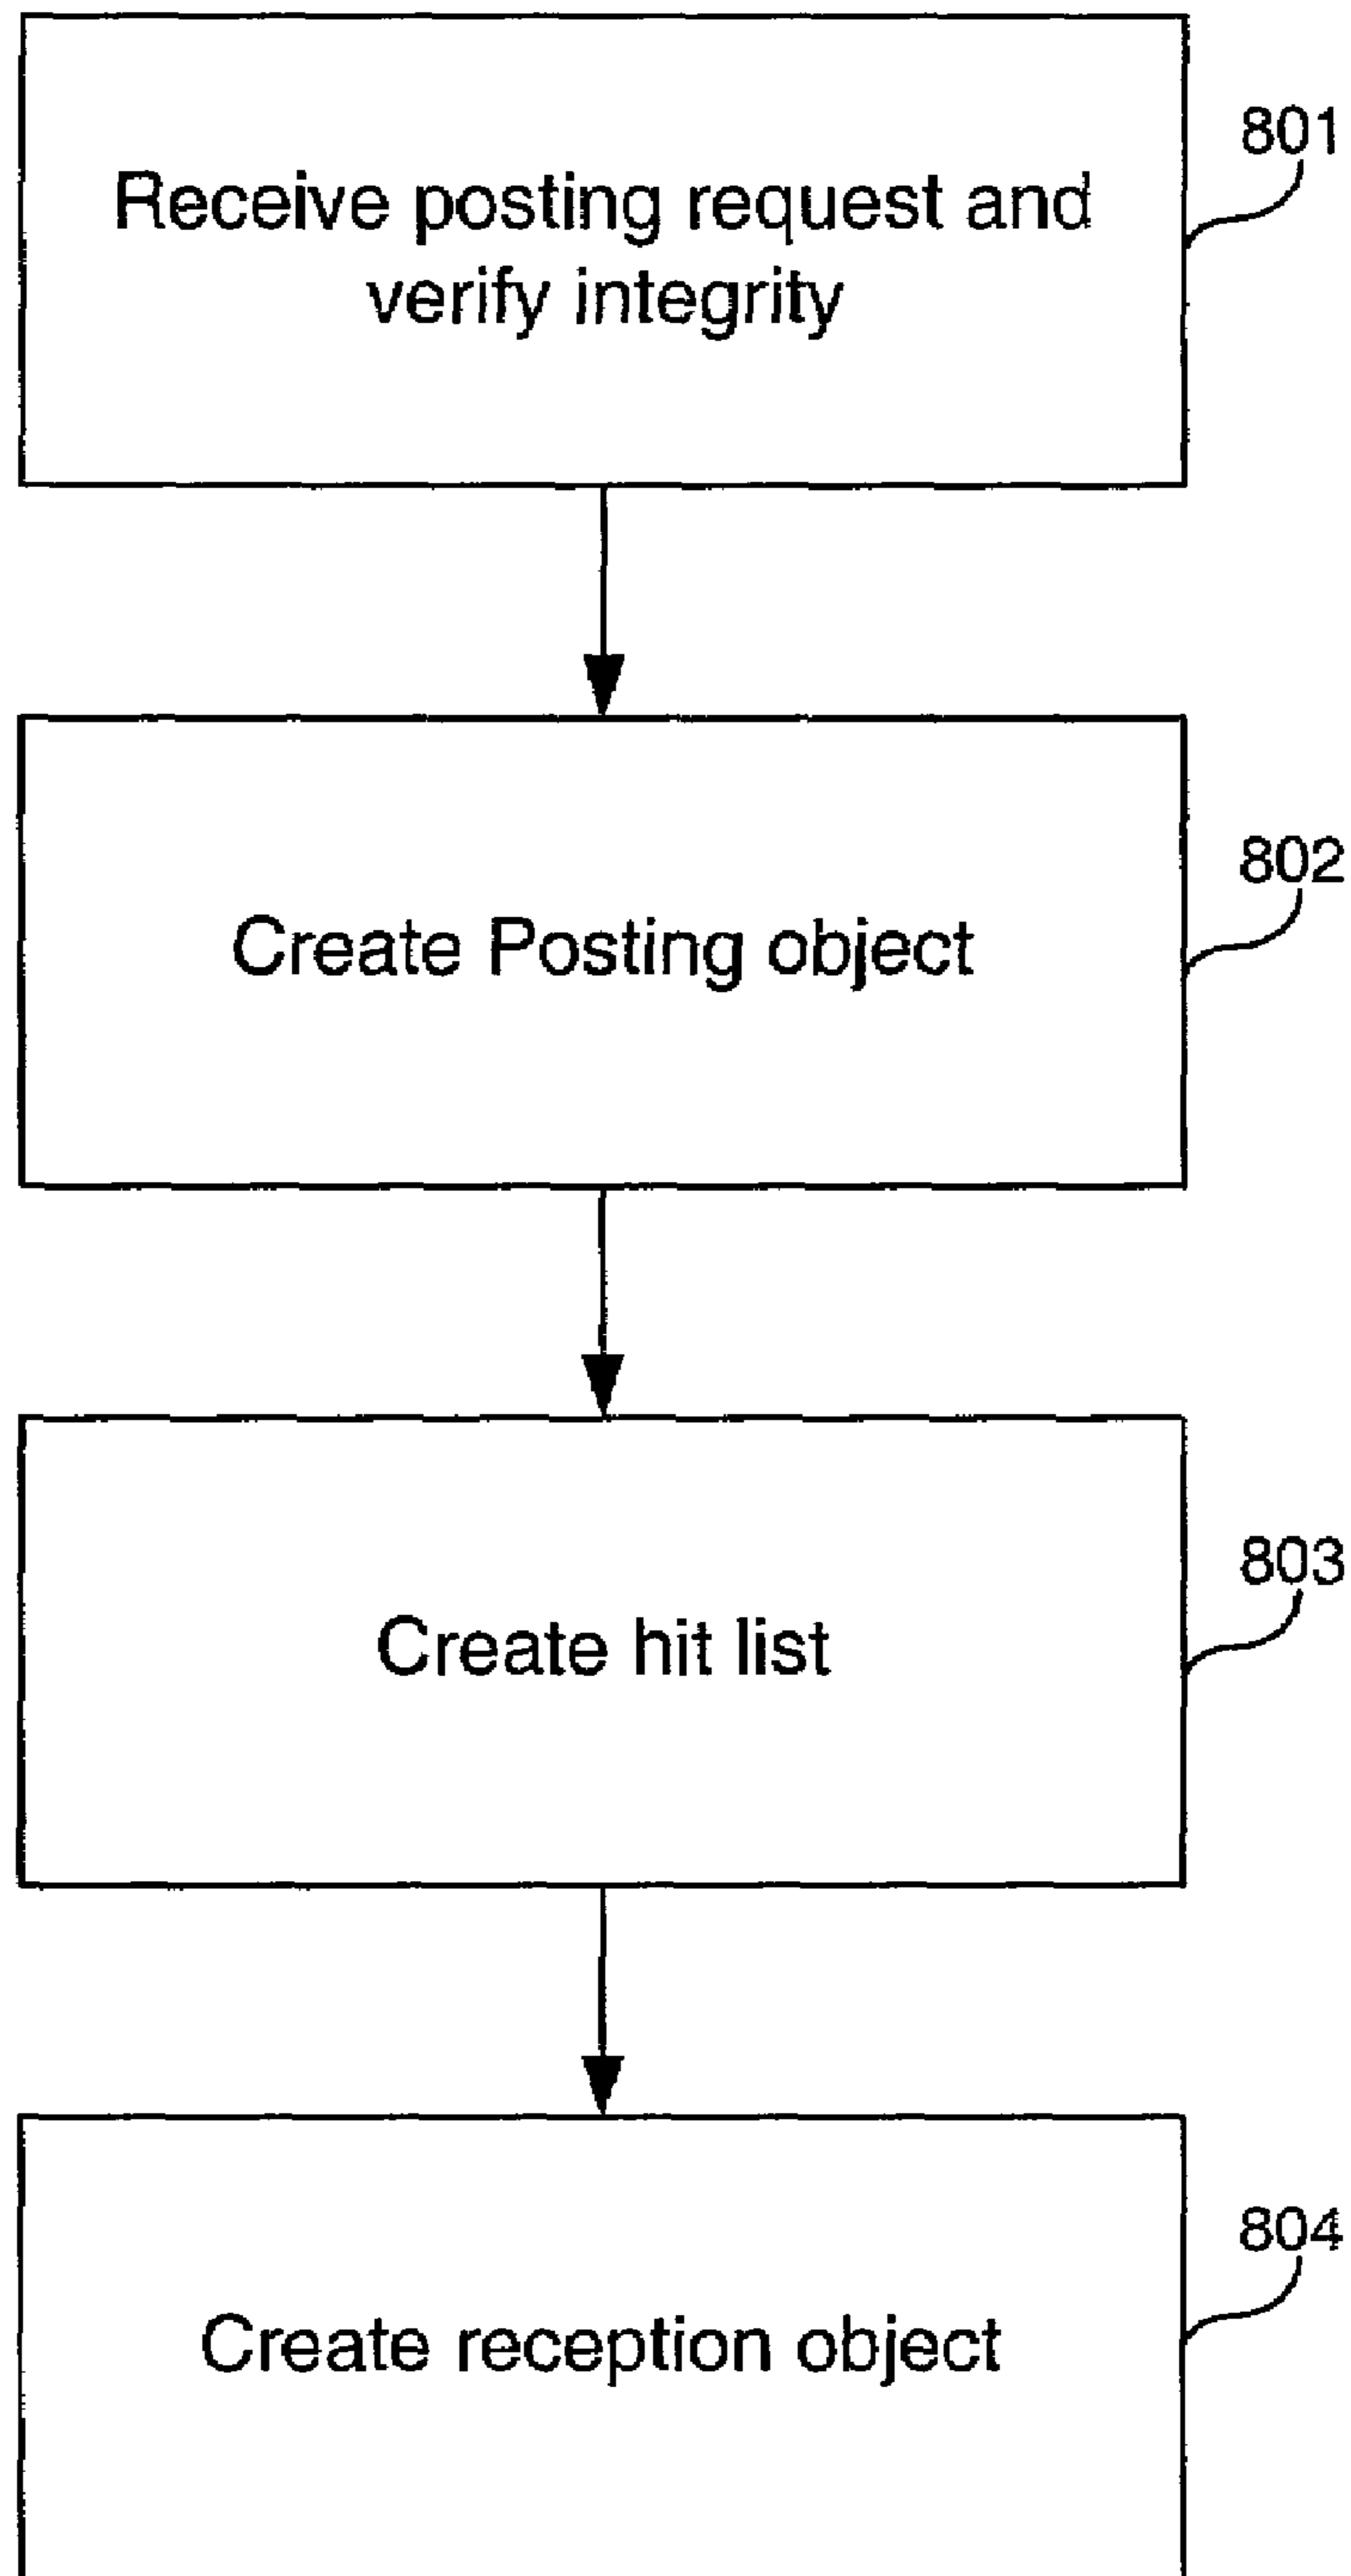 Receive posting request and
verify integrity
801
Create Posting object
802
Create hit list
803
Create reception object
804